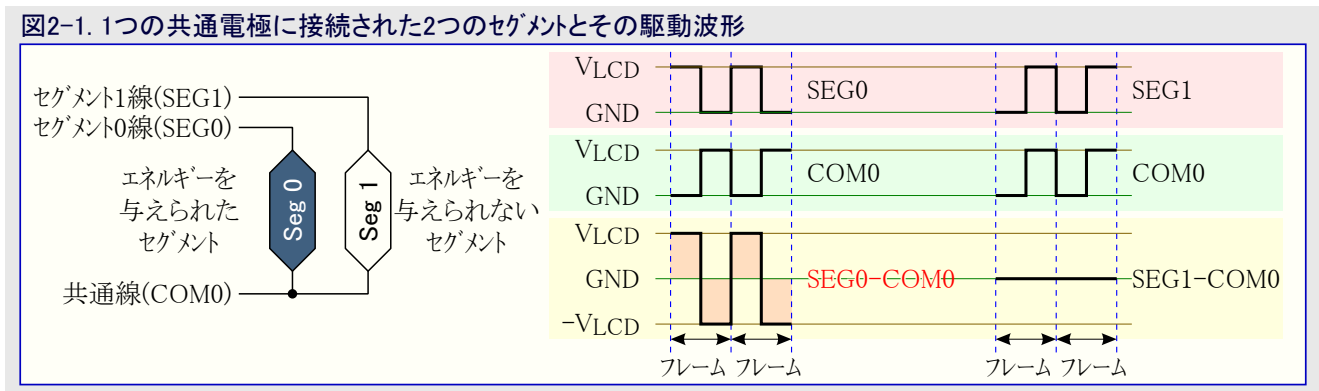 図2-1. 1つの共通電極に接続された2つのセグメントとその駆動波形
セグメント1線(SEG1)
セグメント0線(SEG0)
エネルギーを
与えられた
セグメント
Seg 0
Seg 1
エネルギーを
与えられない
セグメント
共通線(COM0)
VLCD
GND
SEG0
SEG1
VLCD
GND
COM0
COM0
VLCD
GND
-VLCD
SEG0-COM0
SEG1-COM0
フレーム フレーム
フレーム フレーム